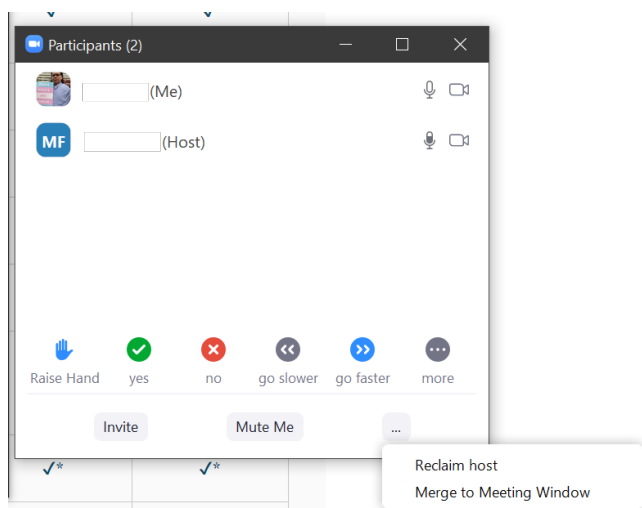 Participants (2)
(Me)
MF (Host)
Raise Hand yes no go slower go faster more
Invite Mute Me ...
✓* ✓*
Reclaim host
Merge to Meeting Window